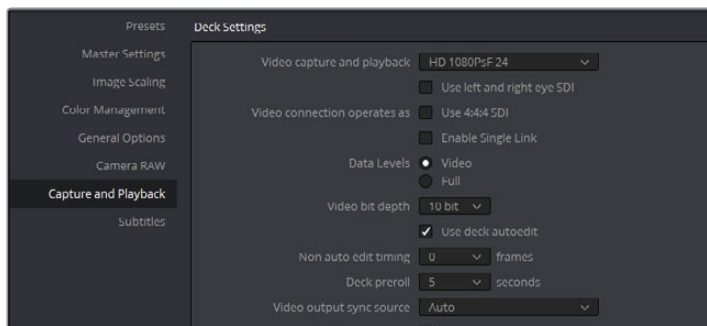 Presets
Master Settings
Image Scaling
Color Management
General Options
Camera RAW
Capture and Playback
Subtitles
Deck Settings
Video capture and playback HD 1080PsF 24
Use left and right eye SDI
Video connection operates as Use 4:4:4 SDI
Enable Single Link
Data Levels Video
Full
Video bit depth 10 bit
Use deck autoedit
Non auto edit timing 0 frames
Deck preroll 5 seconds
Video output sync source Auto